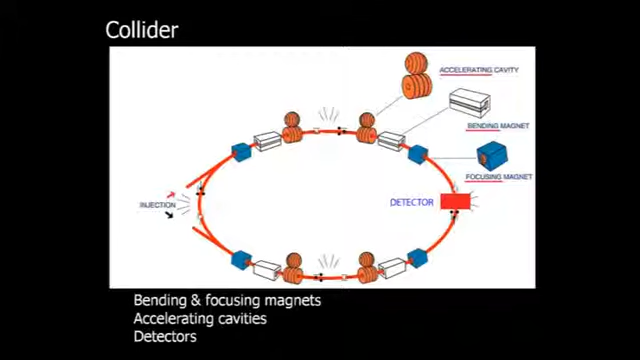 Collider
ACCELERATING CAVITY
BENDING MAGNET
FOCUSING MAGNET
DETECTOR
INJECTION
Bending & focusing magnets
Accelerating cavities
Detectors